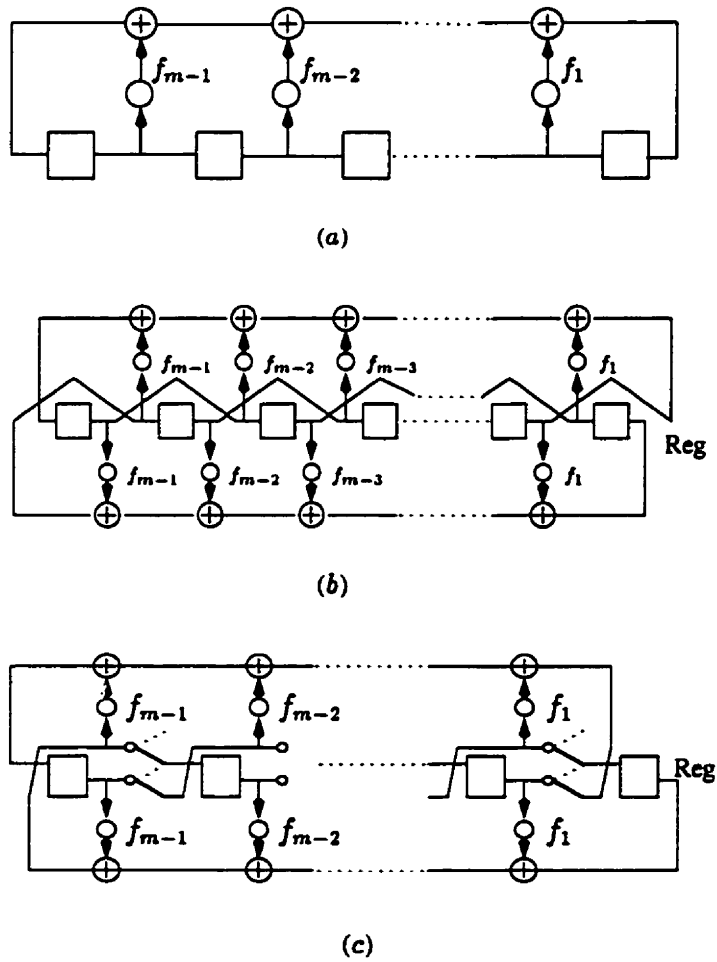 f_{m-1} f_{m-2} f_1
(a)
f_{m-1} f_{m-2} f_{m-3} f_1
Reg
f_{m-1} f_{m-2} f_{m-3} f_1
(b)
f_{m-1} f_{m-2} f_1
Reg
f_{m-1} f_{m-2} f_1
(c)